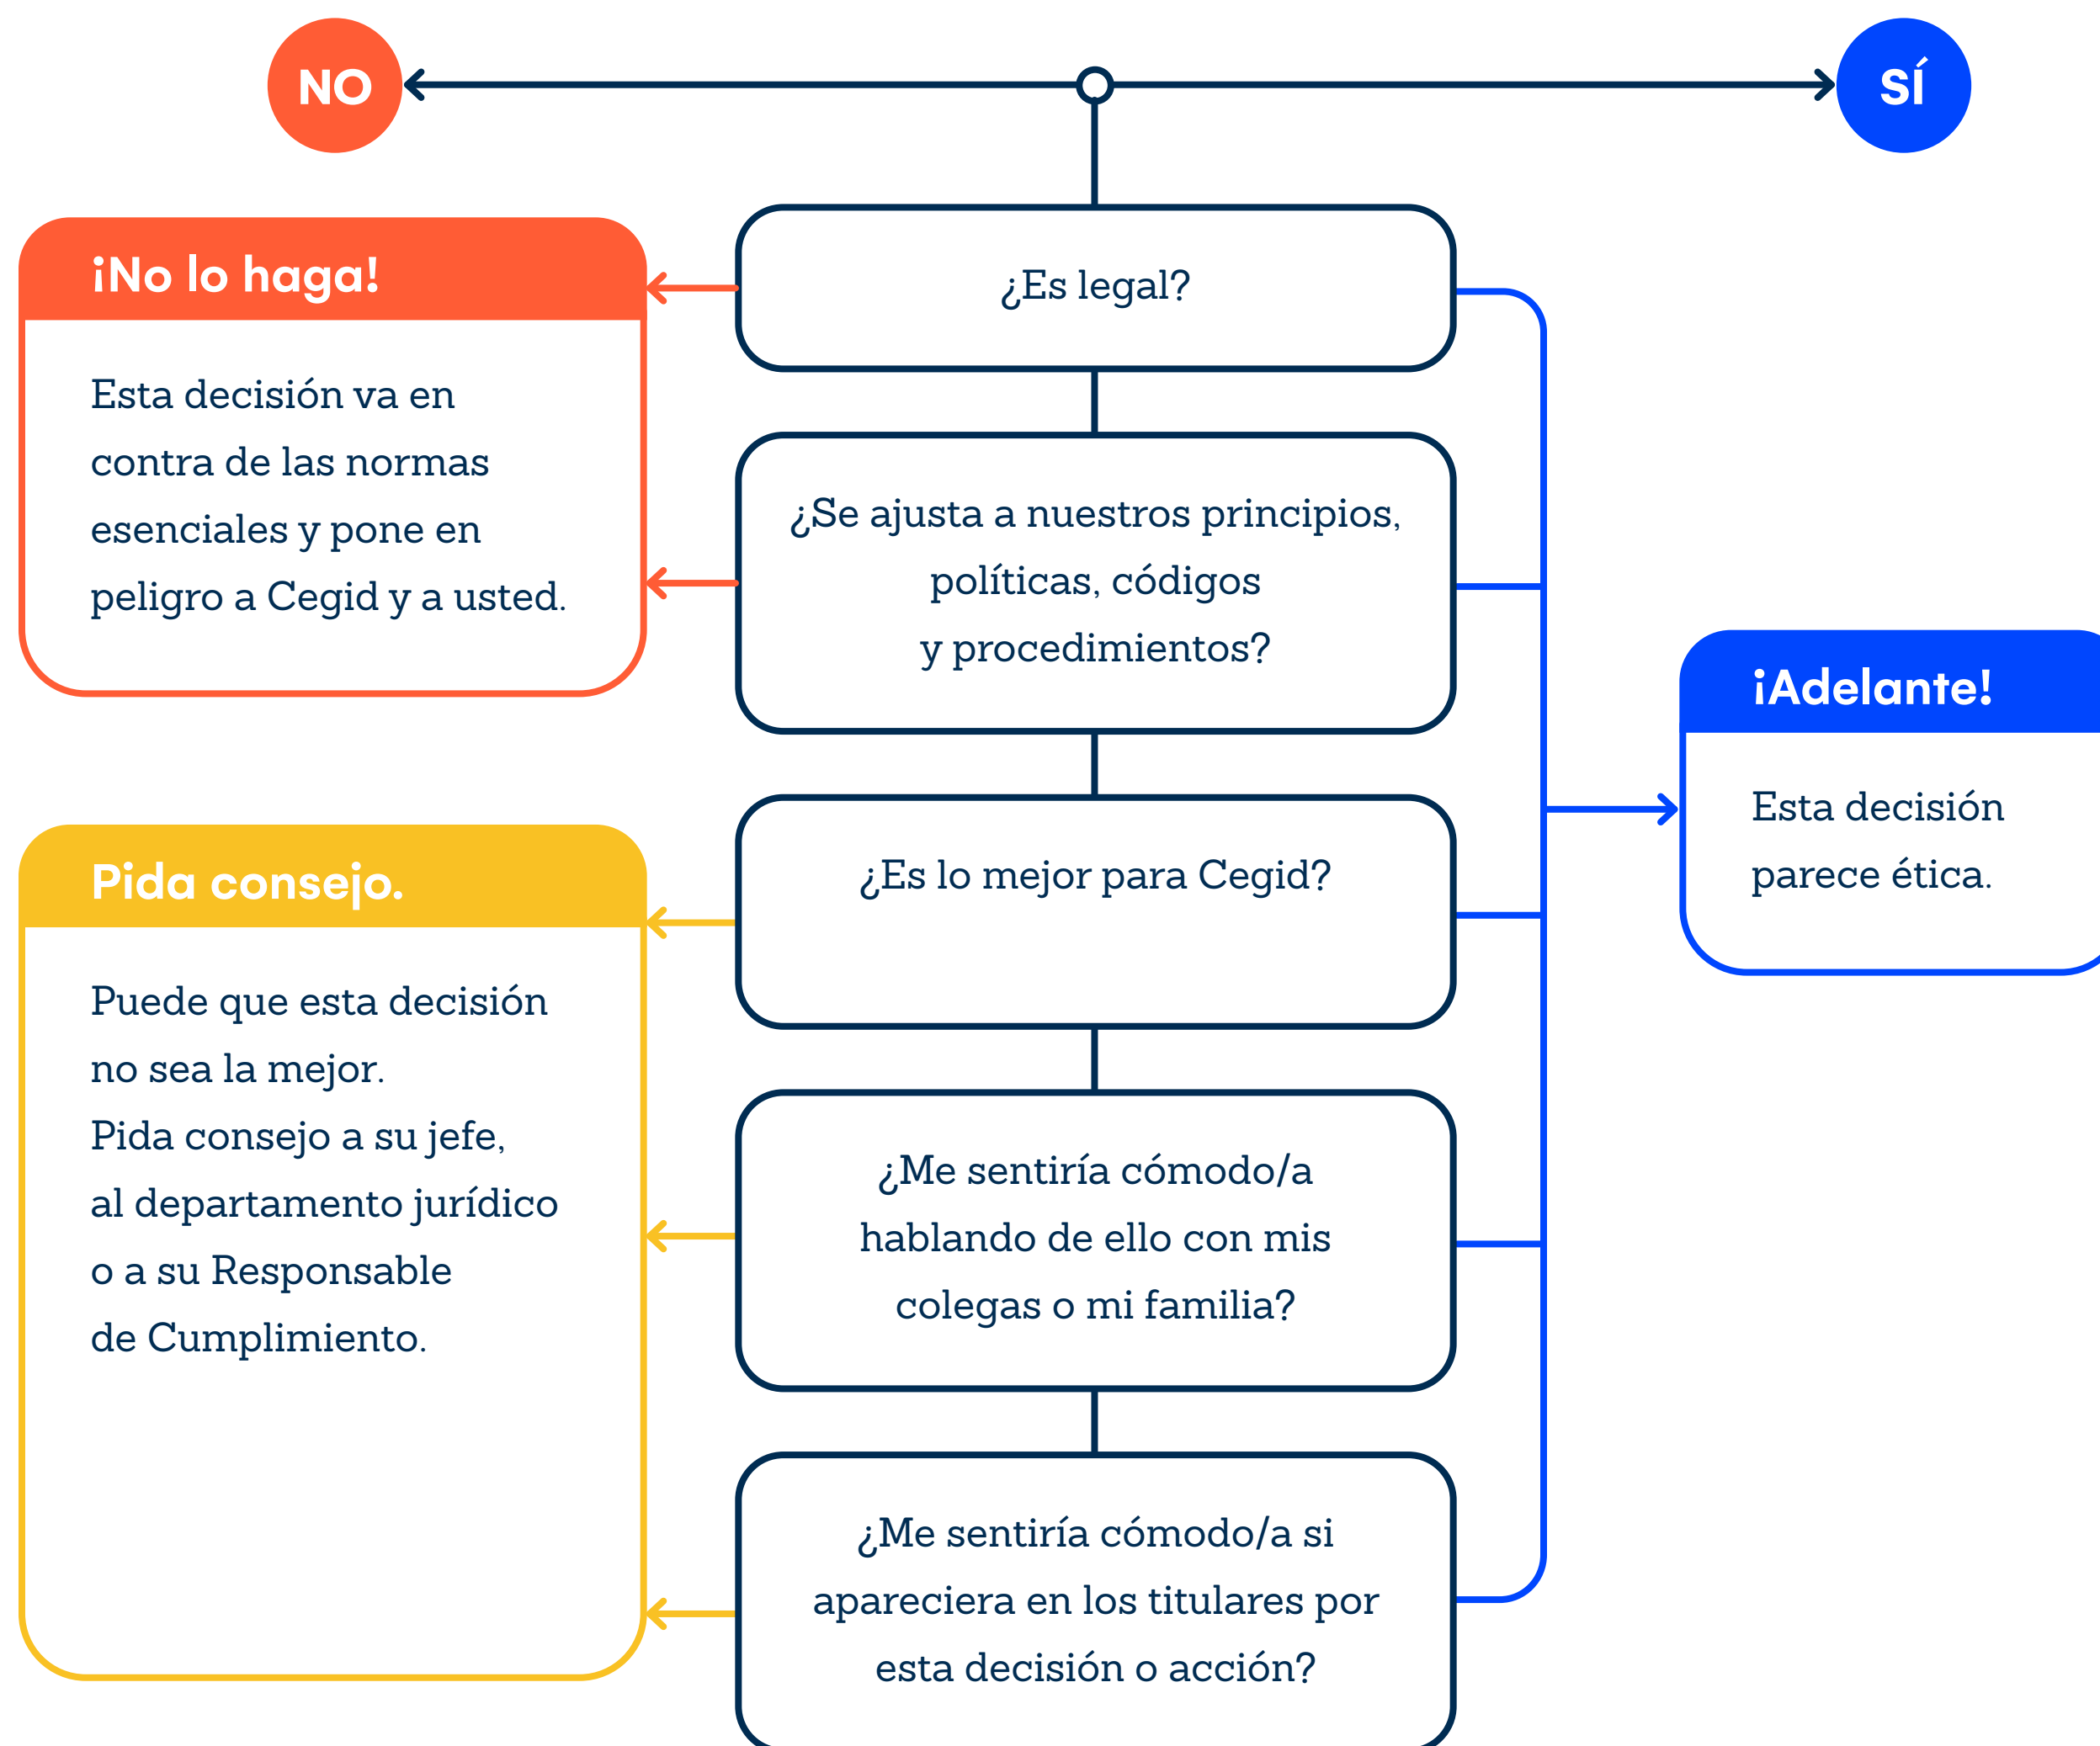 NO
SÍ
¡No lo haga!
Esta decisión va en
contra de las normas
esenciales y pone en
peligro a Cegid y a usted.
¿Es legal?
¿Se ajusta a nuestros principios,
políticas, códigos
y procedimientos?
¡Adelante!
Esta decisión
parece ética.
Pida consejo.
Puede que esta decisión
no sea la mejor.
Pida consejo a su jefe,
al departamento jurídico
o a su Responsable
de Cumplimiento.
¿Es lo mejor para Cegid?
¿Me sentiría cómodo/a
hablando de ello con mis
colegas o mi familia?
¿Me sentiría cómodo/a si
apareciera en los titulares por
esta decisión o acción?